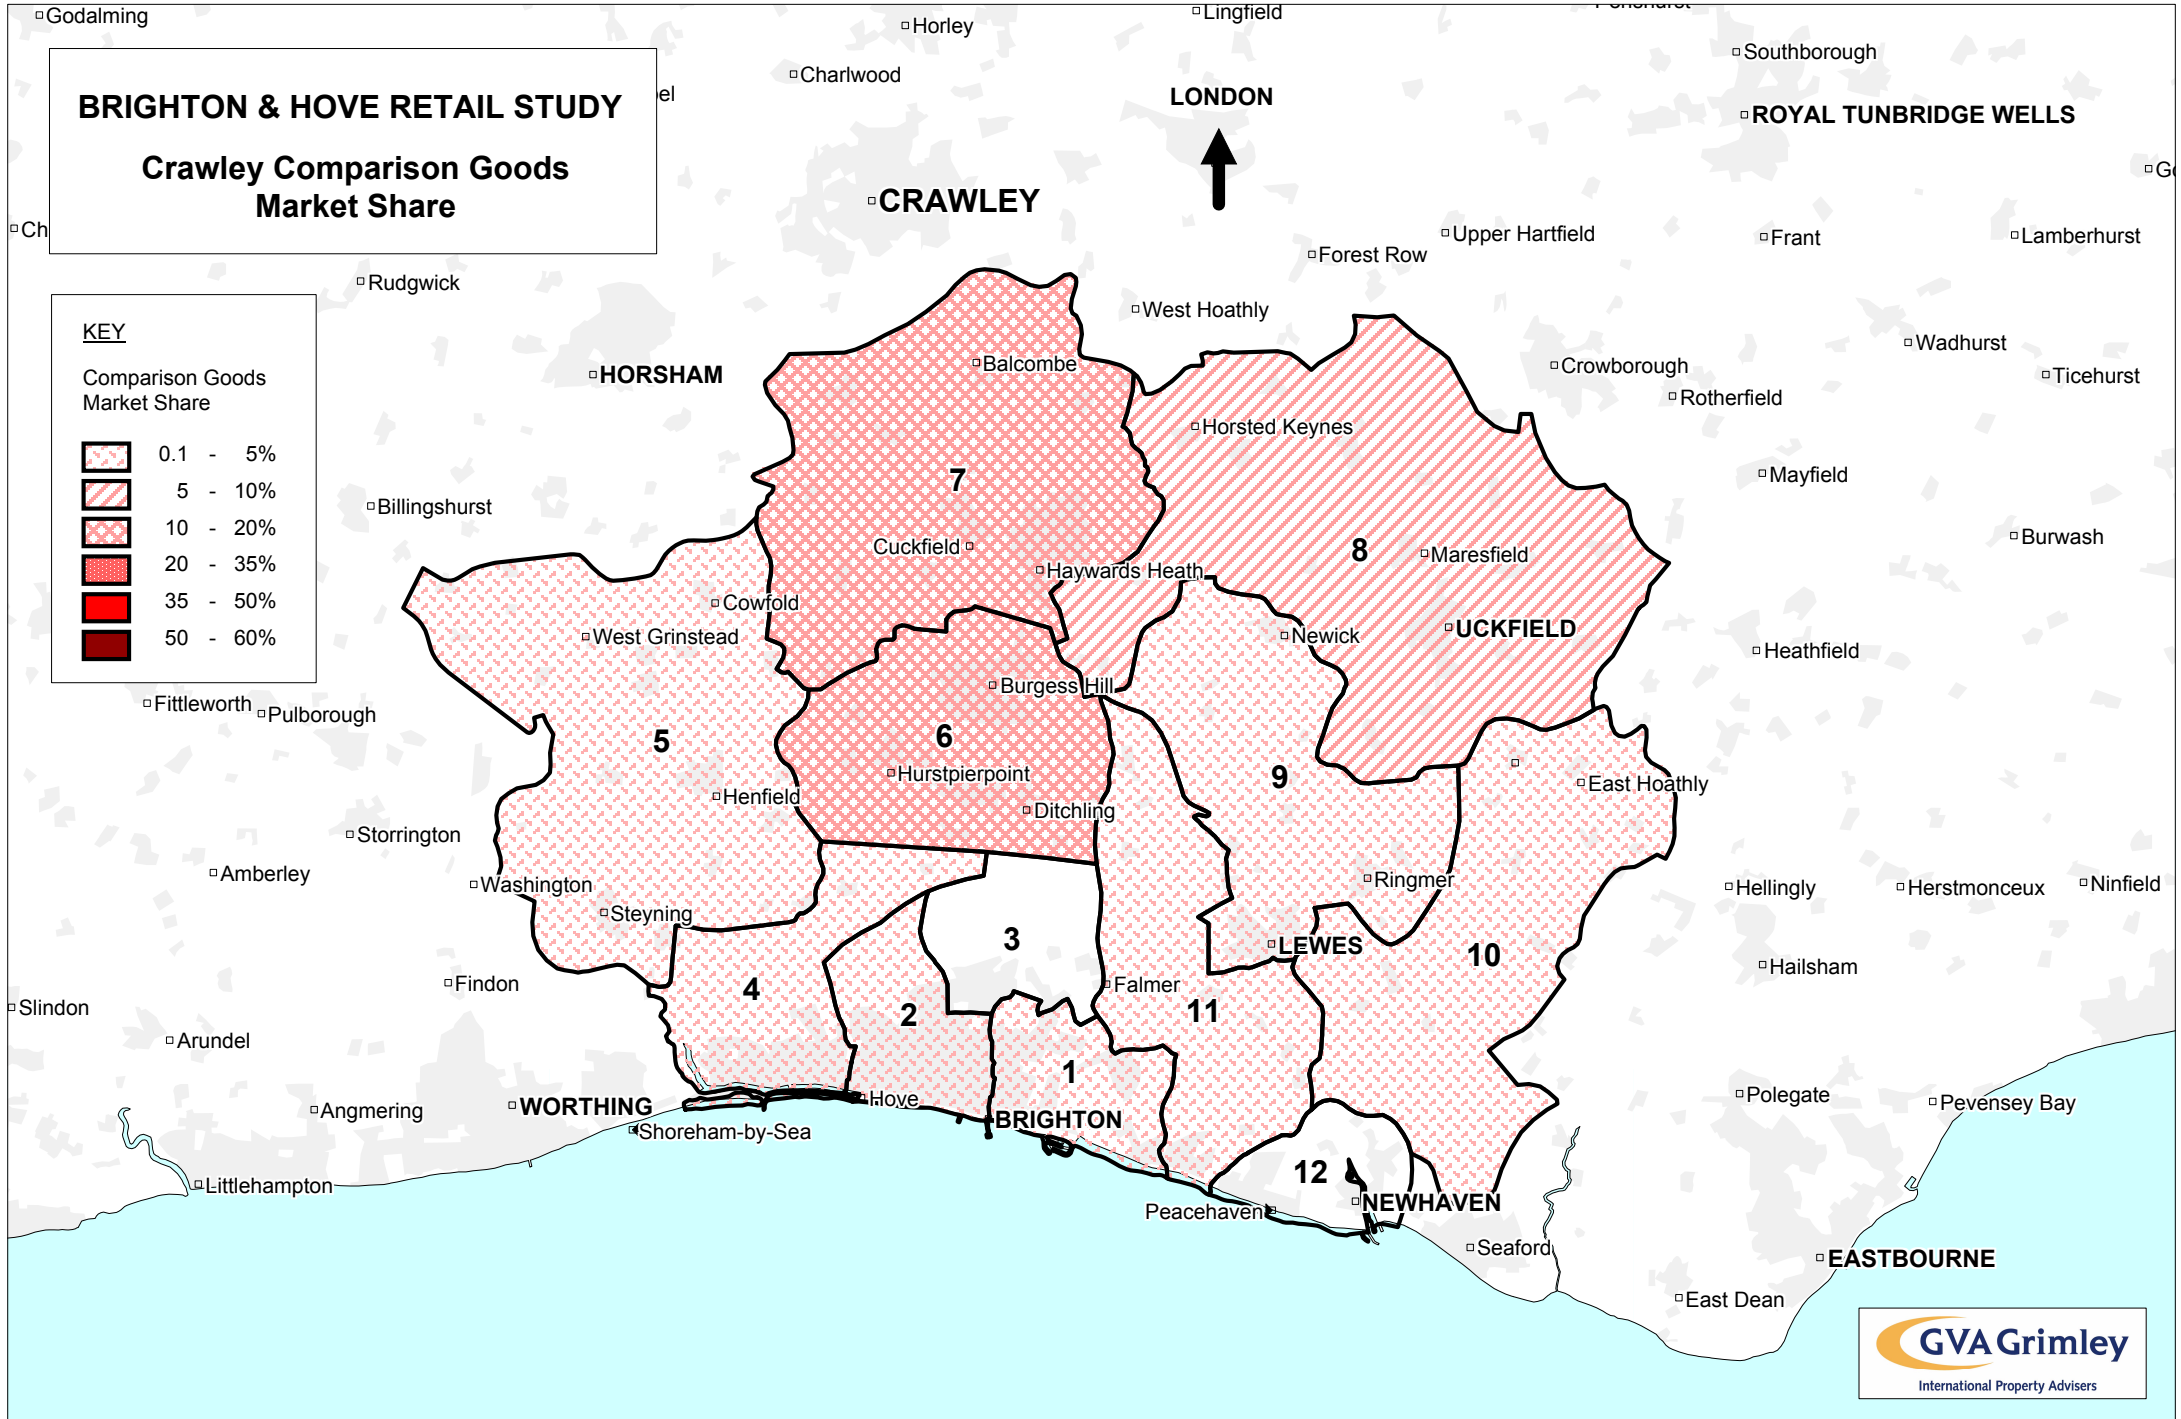 Godalming
Horley
Lingfield
Charlwood
Southborough
LONDON
ROYAL TUNBRIDGE WELLS
BRIGHTON & HOVE RETAIL STUDY
Crawley Comparison Goods
Market Share
CRAWLEY
Upper Hartfield
Frant
Lamberhurst
Forest Row
Rudgwick
West Hoathly
KEY
Comparison Goods
Market Share
0.1 - 5%
5 - 10%
10 - 20%
20 - 35%
35 - 50%
50 - 60%
HORSHAM
Balcombe
Crowborough
Wadhurst
Ticehurst
Rotherfield
Horsted Keynes
Mayfield
7
Billingshurst
Cuckfield
8
Maresfield
Burwash
Haywards Heath
Cowfold
West Grinstead
Newick
UCKFIELD
Heathfield
Burgess Hill
Fittleworth
Pulborough
5
6
Hurstpierpoint
9
East Hoathly
Henfield
Ditchling
Storrington
Amberley
Washington
Ringmer
Hellingly
Herstmonceux
Ninfield
Steyning
3
LEWES
10
Hailsham
Findon
4
Falmer
Slindon
2
11
Arundel
1
Polegate
Pevensey Bay
Angmering
WORTHING
Hove
BRIGHTON
Shoreham-by-Sea
Littlehampton
12
NEWHAVEN
Peacehaven
Seaford
EASTBOURNE
East Dean
GVA Grimley
International Property Advisers